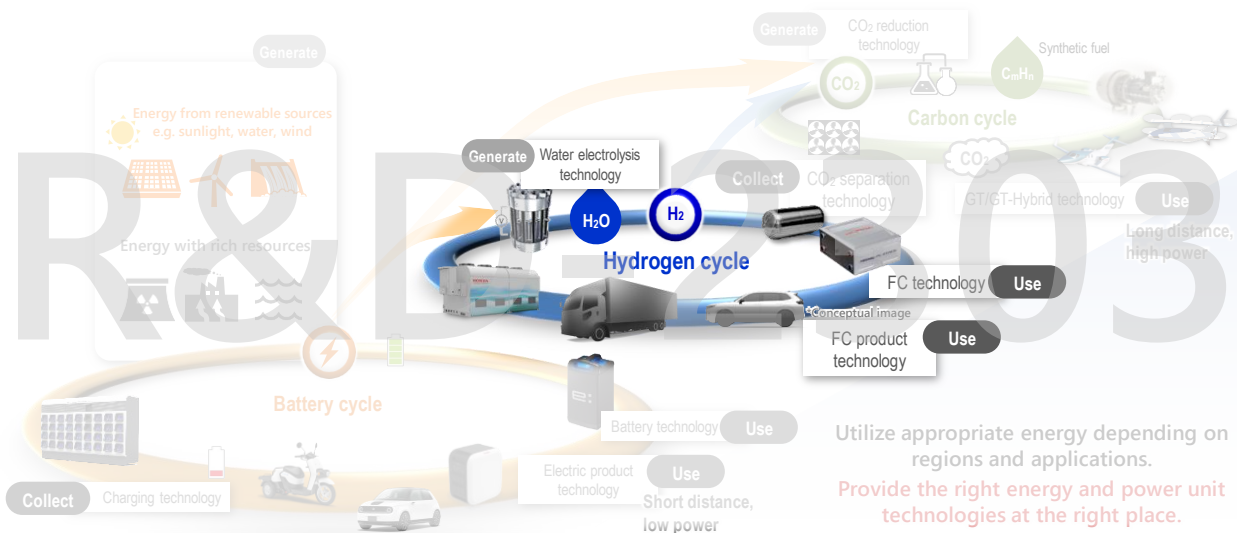 Generate
CO₂ reduction
technology
Synthetic fuel
CO₂
CmHn
Carbon cycle
CO₂
Generate
Energy from renewable sources
e.g. sunlight, water, wind
Energy with rich resources
Generate
Water electrolysis
technology
H₂O
H₂
Hydrogen cycle
Collect
CO₂ separation
technology
GT/GT-Hybrid technology
Use
Long distance,
high power
FC technology
Use
※Conceptual image
FC product
technology
Use
Battery cycle
e:
Battery technology
Use
Electric product
technology
Use
Short distance,
low power
Collect
Charging technology
Utilize appropriate energy depending on
regions and applications.
Provide the right energy and power unit
technologies at the right place.